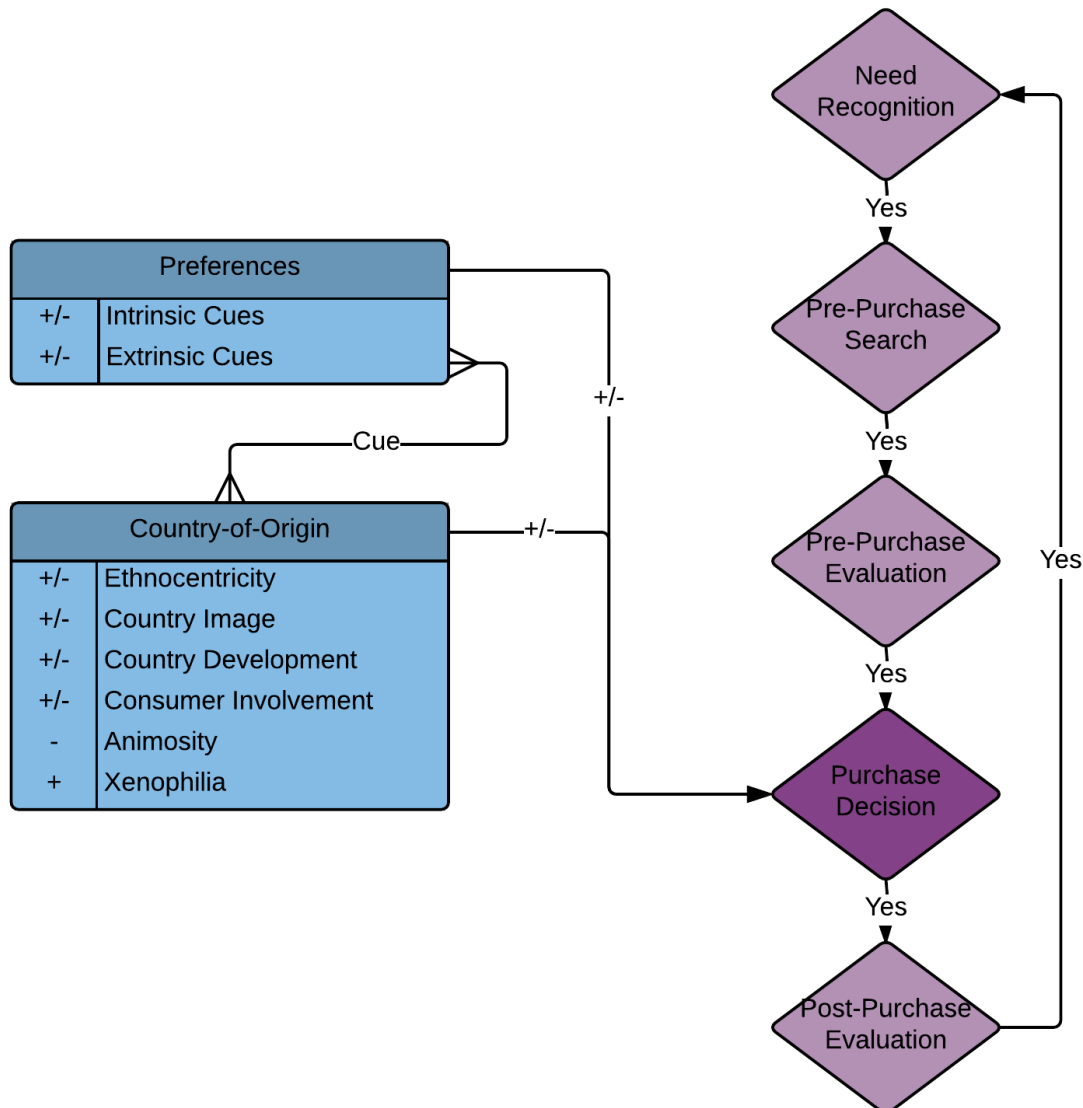 Need
Recognition
Yes
Pre-Purchase
Search
Yes
Pre-Purchase
Evaluation
Yes
Purchase
Decision
Yes
Post-Purchase
Evaluation
Yes
Preferences
+/- Intrinsic Cues
+/- Extrinsic Cues
+/-
Cue
Country-of-Origin
+/-
+/- Ethnocentricity
+/- Country Image
+/- Country Development
+/- Consumer Involvement
- Animosity
+ Xenophilia